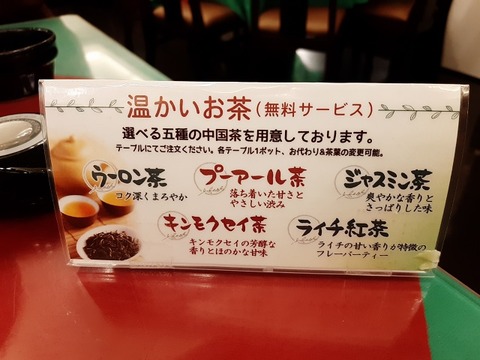 温かいお茶(無料サービス)
選べる五種の中国茶を用意しております。
テーブルにてご注文ください。各テーブル1ポット、お代わり&茶葉の変更可能。
ウーロン茶
コク深くまろやか
プーアール茶
落ち着いた甘さと
やさしい渋み
ジャスミン茶
爽やかな香りと
さっぱりした味
キンモクセイ茶
キンモクセイの芳醇な
香りとほのかな甘味
ライチ紅茶
ライチの甘い香りが特徴の
フレーバーティー